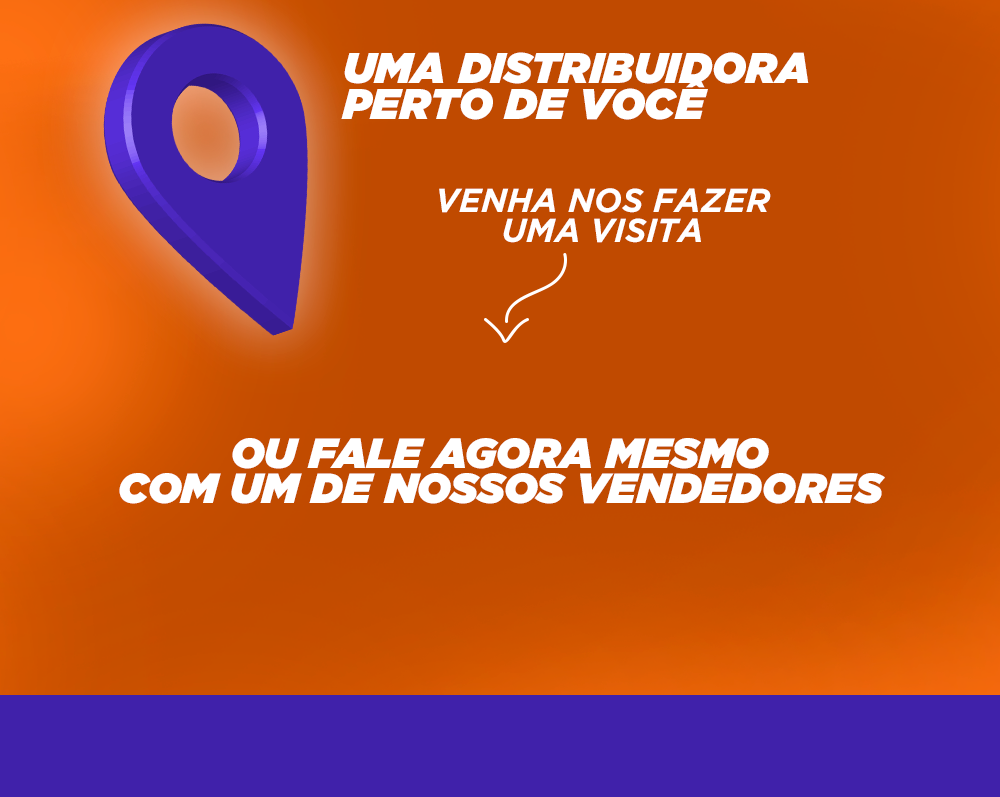 UMA DISTRIBUIDORA
PERTO DE VOCÊ
VENHA NOS FAZER
UMA VISITA
OU FALE AGORA MESMO
COM UM DE NOSSOS VENDEDORES